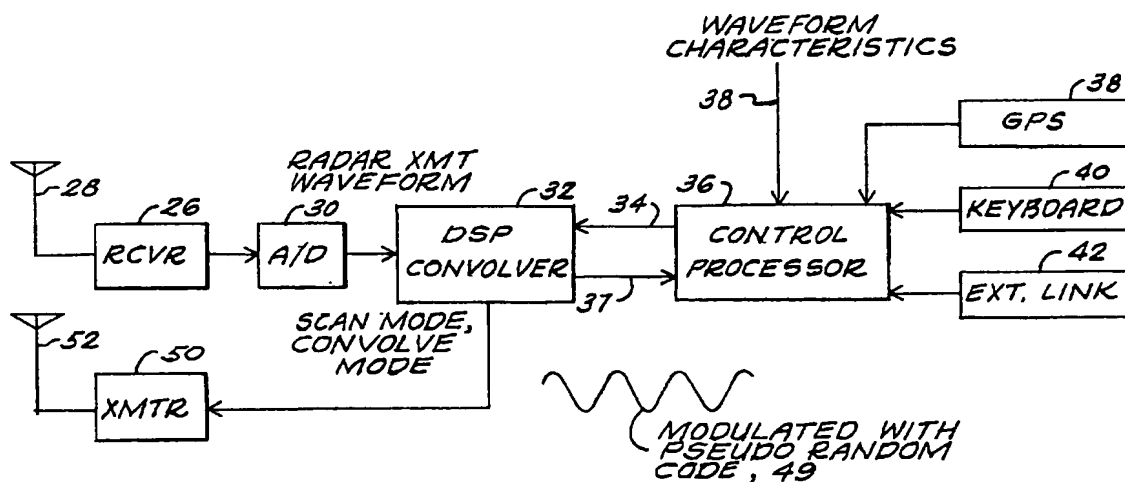 WAVEFORM
CHARACTERISTICS
38
38
GPS
28
RADAR XMT
WAVEFORM
26
30
32
34
36
40
RCVR
A/D
DSP
CONVOLVER
CONTROL
PROCESSOR
KEYBOARD
37
42
EXT. LINK
52
50
SCAN MODE,
CONVOLVE
MODE
XMTR
MODULATED WITH
PSEUDO RANDOM
CODE, 49